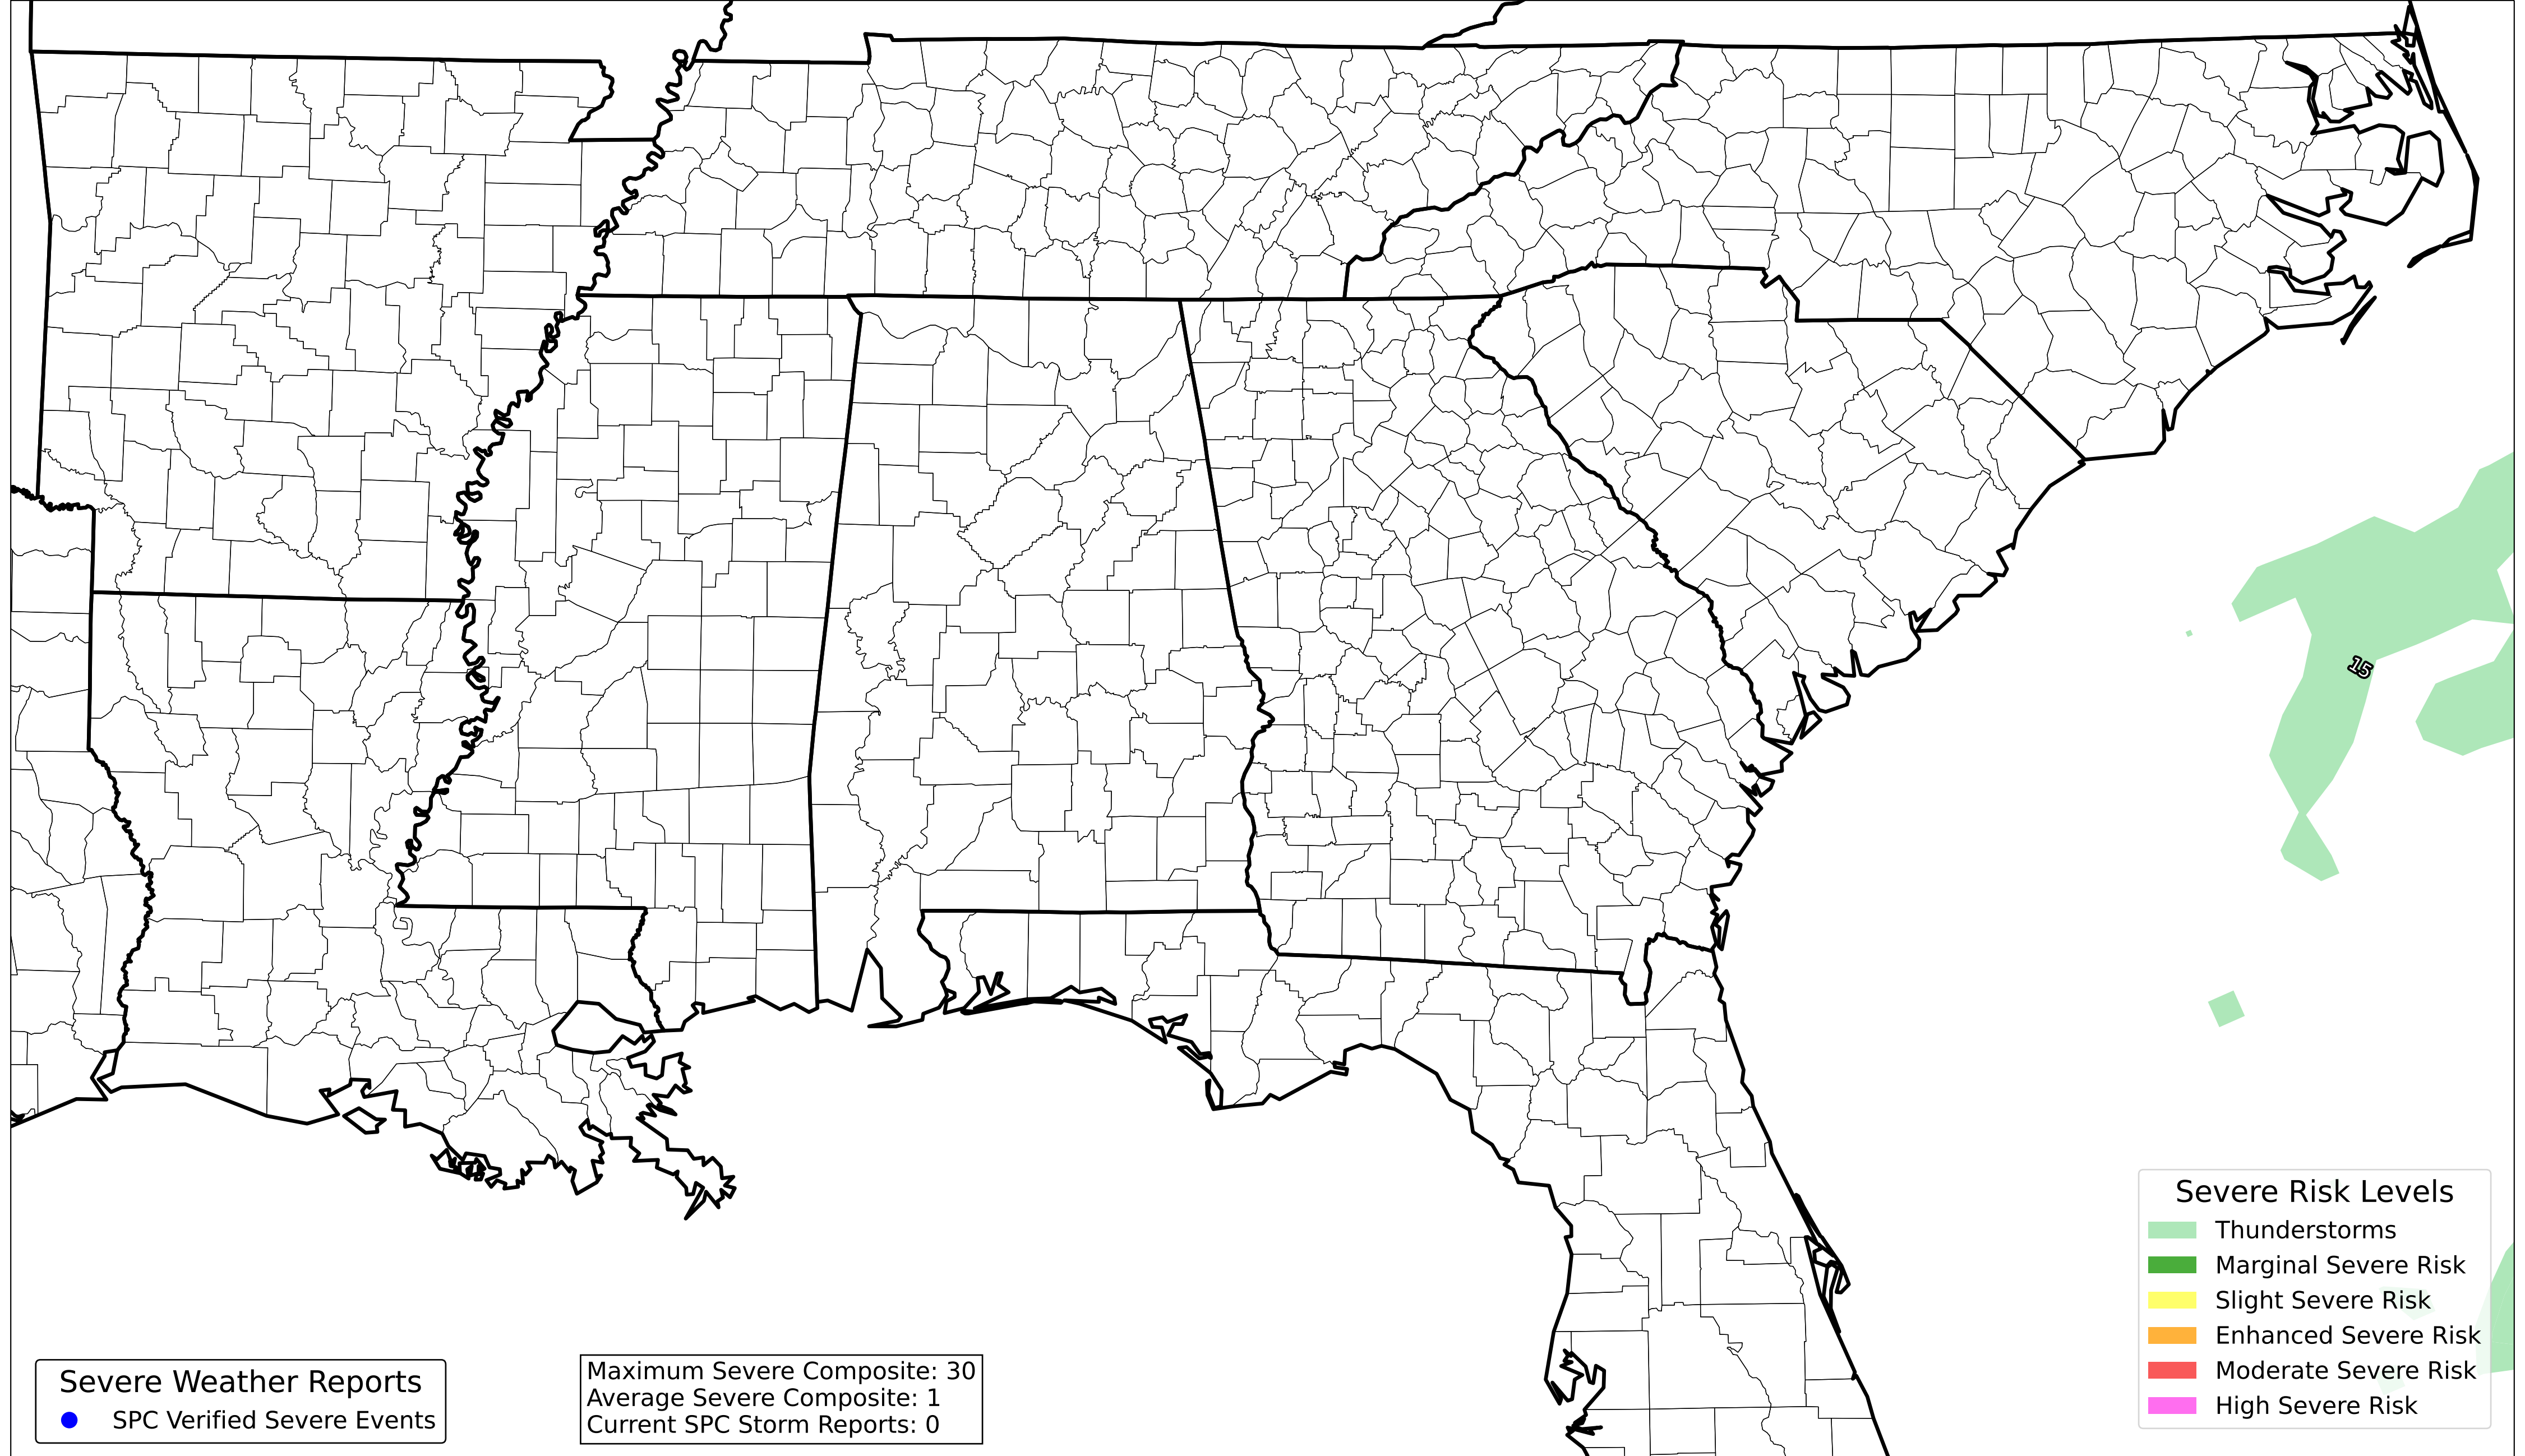 15
Severe Risk Levels
Thunderstorms
Marginal Severe Risk
Slight Severe Risk
Enhanced Severe Risk
Moderate Severe Risk
High Severe Risk
Severe Weather Reports
SPC Verified Severe Events
Maximum Severe Composite: 30
Average Severe Composite: 1
Current SPC Storm Reports: 0